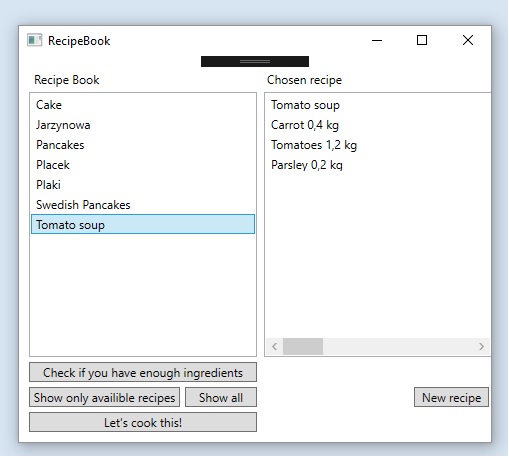 RecipeBook
Recipe Book
Chosen recipe
Cake
Jarzynowa
Pancakes
Placek
Plaki
Swedish Pancakes
Tomato soup
Tomato soup
Carrot 0,4 kg
Tomatoes 1,2 kg
Parsley 0,2 kg
Check if you have enough ingredients
Show only availible recipes
Show all
New recipe
Let's cook this!